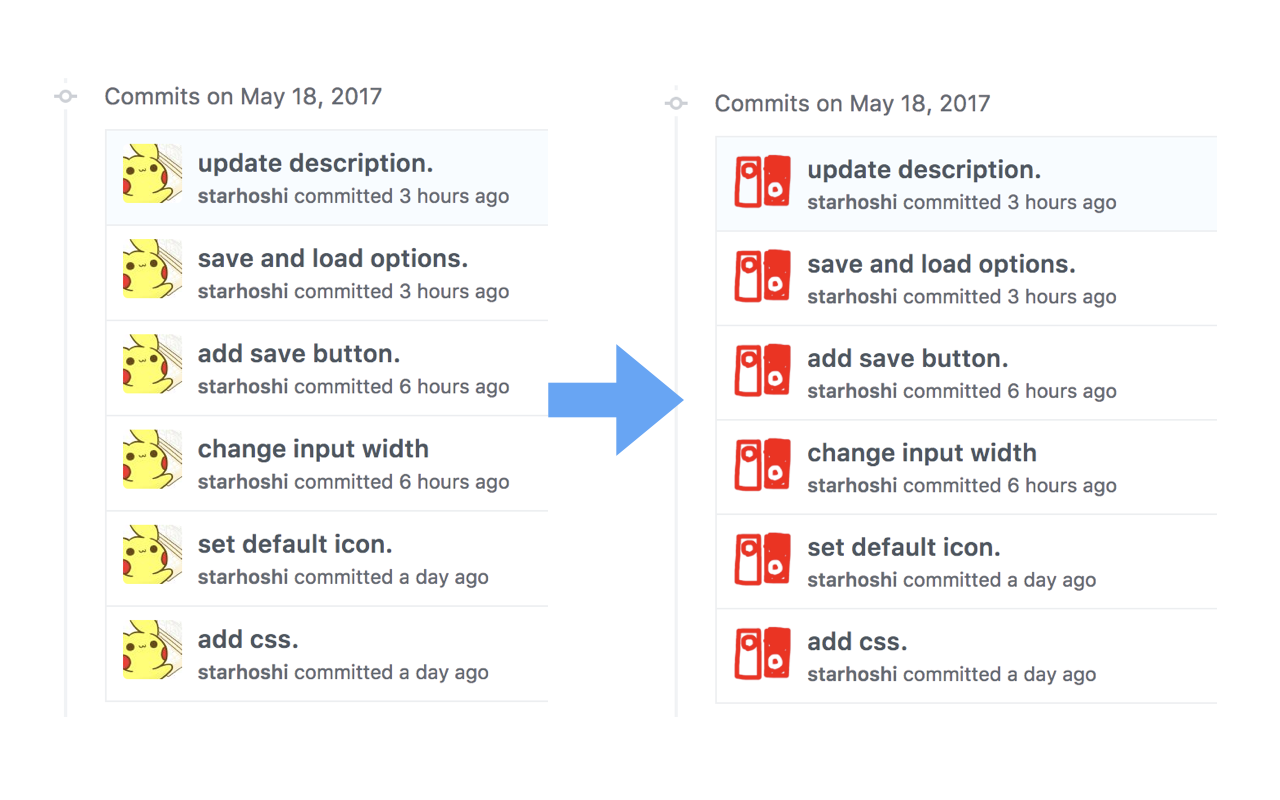 Commits on May 18, 2017
update description.
starhoshi committed 3 hours ago
save and load options.
starhoshi committed 3 hours ago
add save button.
starhoshi committed 6 hours ago
change input width
starhoshi committed 6 hours ago
set default icon.
starhoshi committed a day ago
add css.
starhoshi committed a day ago
Commits on May 18, 2017
update description.
starhoshi committed 3 hours ago
save and load options.
starhoshi committed 3 hours ago
add save button.
starhoshi committed 6 hours ago
change input width
starhoshi committed 6 hours ago
set default icon.
starhoshi committed a day ago
add css.
starhoshi committed a day ago